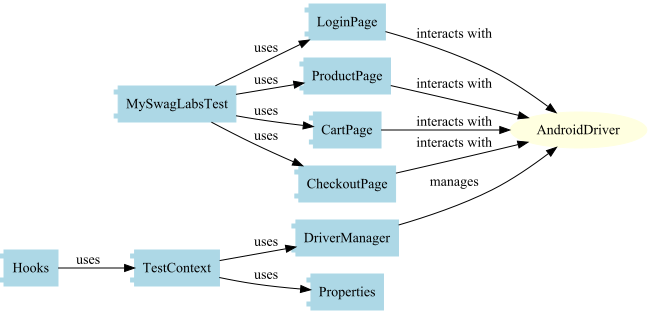 LoginPage
interacts with
uses
ProductPage
uses
interacts with
MySwagLabsTest
uses
CartPage
interacts with
AndroidDriver
uses
interacts with
CheckoutPage
manages
DriverManager
uses
Hooks
uses
TestContext
uses
Properties